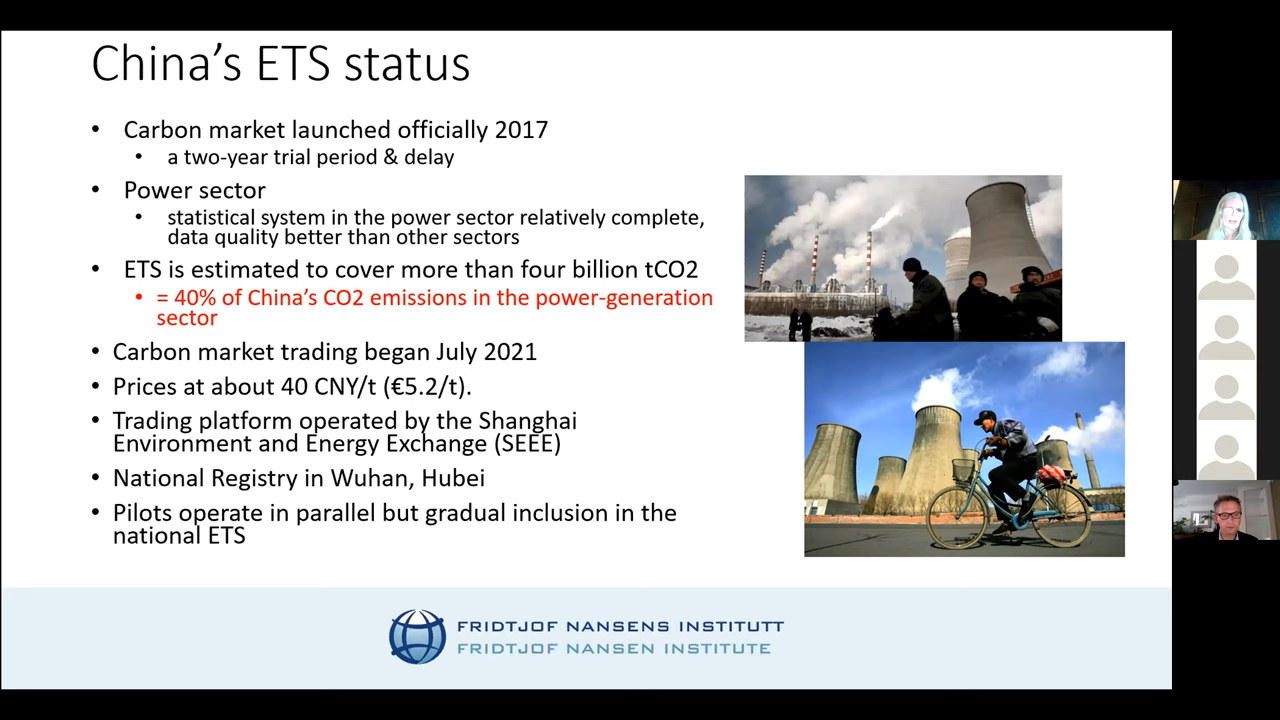 China's ETS status
• Carbon market launched officially 2017
• a two-year trial period & delay
• Power sector
• statistical system in the power sector relatively complete,
data quality better than other sectors
• ETS is estimated to cover more than four billion tCO2
• = 40% of China's CO2 emissions in the power-generation
sector
• Carbon market trading began July 2021
• Prices at about 40 CNY/t (€5.2/t).
• Trading platform operated by the Shanghai
Environment and Energy Exchange (SEEE)
• National Registry in Wuhan, Hubei
• Pilots operate in parallel but gradual inclusion in the
national ETS
FRIDTJOF NANSENS INSTITUTT
FRIDTJOF NANSEN INSTITUTE